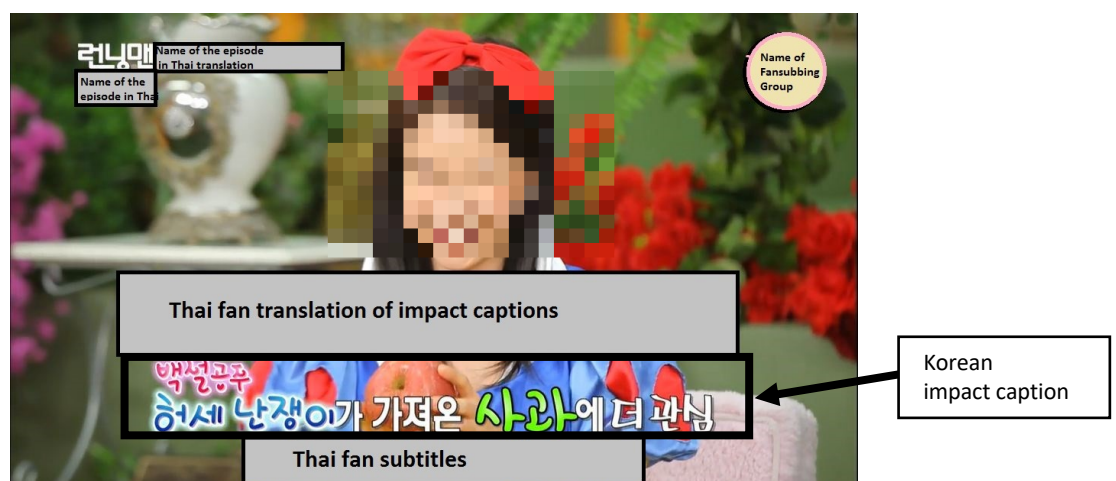 런닝맨
Name of the episode
in Thai translation
Name of the
episode in Thai
Name of
Fansubbing
Group
Thai fan translation of impact captions
백설공주
허세 난쟁이가 가져온 사과에 더 관심
Korean
impact caption
Thai fan subtitles